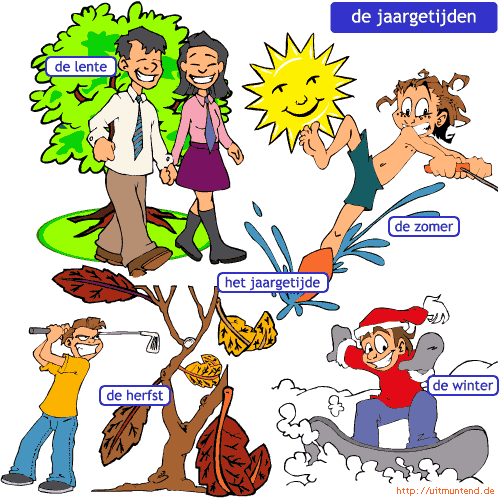 de jaargetijden
de lente
de zomer
het jaargetijde
de herfst
de winter
http://uitmuntend.de